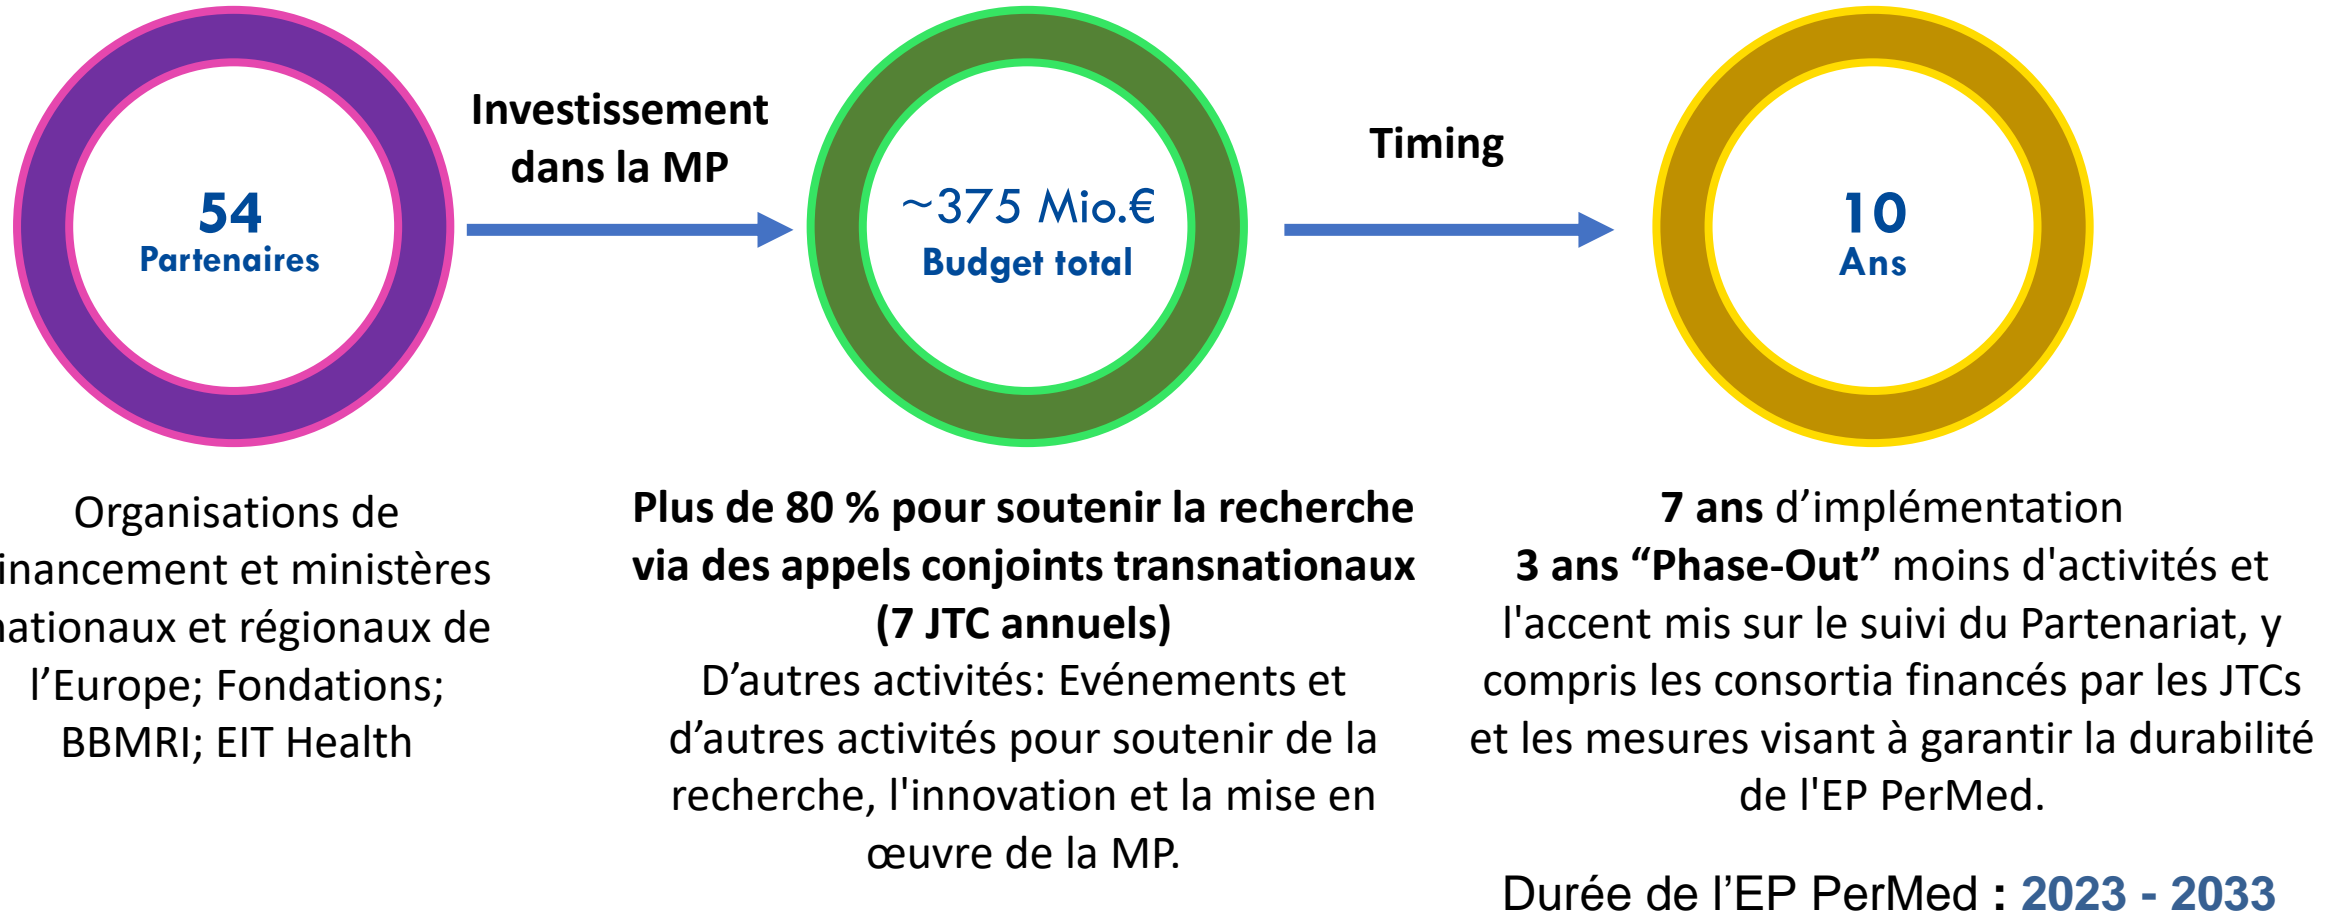 54
Partenaires
Investissement
dans la MP
~375 Mio.€
Budget total
Timing
10
Ans
Organisations de
inancement et ministères
nationaux et régionaux de
l’Europe; Fondations;
BBMRI; EIT Health
Plus de 80 % pour soutenir la recherche
via des appels conjoints transnationaux
(7 JTC annuels)
D’autres activités: Evénements et
d’autres activités pour soutenir de la
recherche, l'innovation et la mise en
œuvre de la MP.
7 ans d’implémentation
3 ans “Phase-Out” moins d'activités et
l'accent mis sur le suivi du Partenariat, y
compris les consortia financés par les JTCs
et les mesures visant à garantir la durabilité
de l'EP PerMed.
Durée de l’EP PerMed : 2023 - 2033